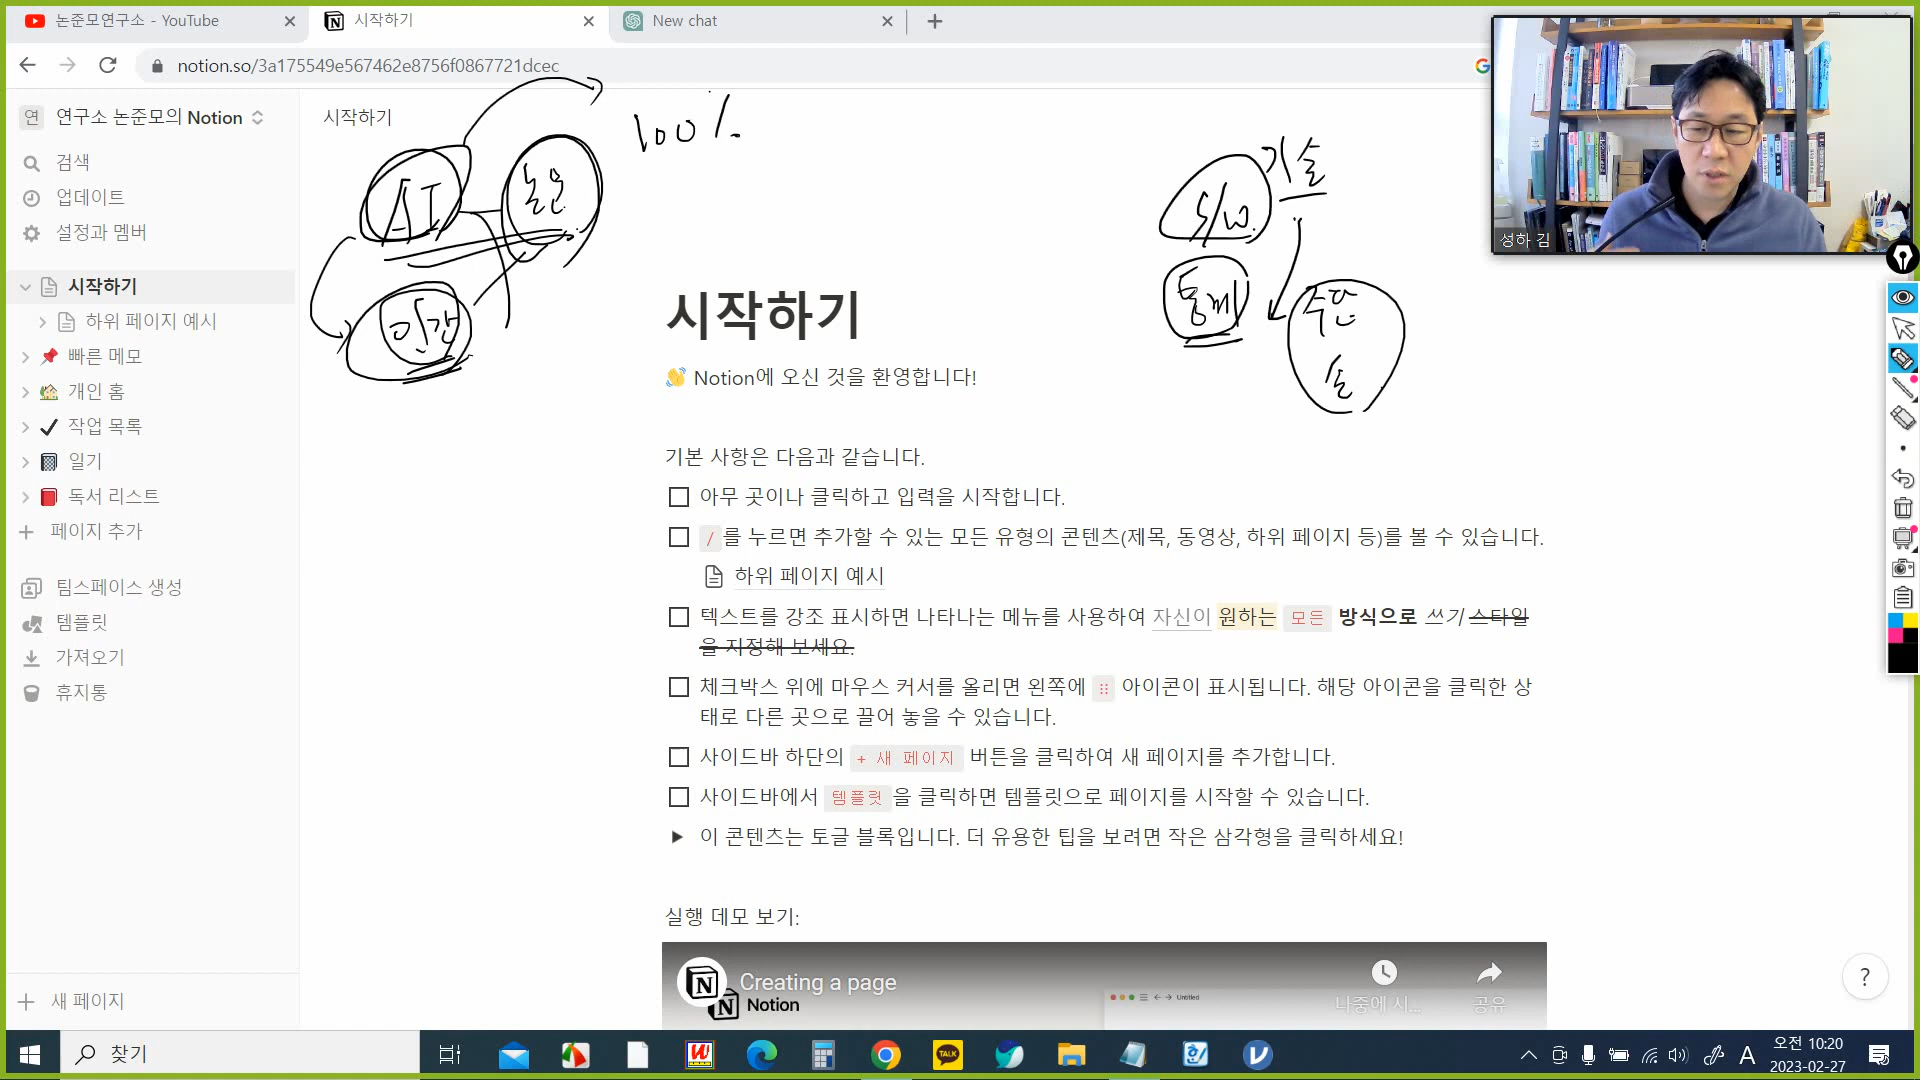 논준모연구소 - YouTube
시작하기
New chat
notion.so/3a175549e567462e8756f0867721dcec
연 연구소 논준모의 Notion
시작하기
검색
업데이트
설정과 멤버
시작하기
하위 페이지 예시
빠른 메모
개인 홈
작업 목록
일기
독서 리스트
페이지 추가
팀스페이스 생성
템플릿
가져오기
휴지통
새 페이지
AI
논문
인간
100%
S/W
기술
통계
수단
성하 김
시작하기
👋 Notion에 오신 것을 환영합니다!
기본 사항은 다음과 같습니다.
아무 곳이나 클릭하고 입력을 시작합니다.
/를 누르면 추가할 수 있는 모든 유형의 콘텐츠(제목, 동영상, 하위 페이지 등)를 볼 수 있습니다.
하위 페이지 예시
텍스트를 강조 표시하면 나타나는 메뉴를 사용하여 자신이 원하는 모든 방식으로 쓰기 스타일
을 지정해 보세요.
체크박스 위에 마우스 커서를 올리면 왼쪽에 ⠿ 아이콘이 표시됩니다. 해당 아이콘을 클릭한 상
태로 다른 곳으로 끌어 놓을 수 있습니다.
사이드바 하단의 + 새 페이지 버튼을 클릭하여 새 페이지를 추가합니다.
사이드바에서 템플릿을 클릭하면 템플릿으로 페이지를 시작할 수 있습니다.
이 콘텐츠는 토글 블록입니다. 더 유용한 팁을 보려면 작은 삼각형을 클릭하세요!
실행 데모 보기:
Creating a page
Notion
Untitled
나중에 시...
공유
?
찾기
TALK
A
오전 10:20
2023-02-27